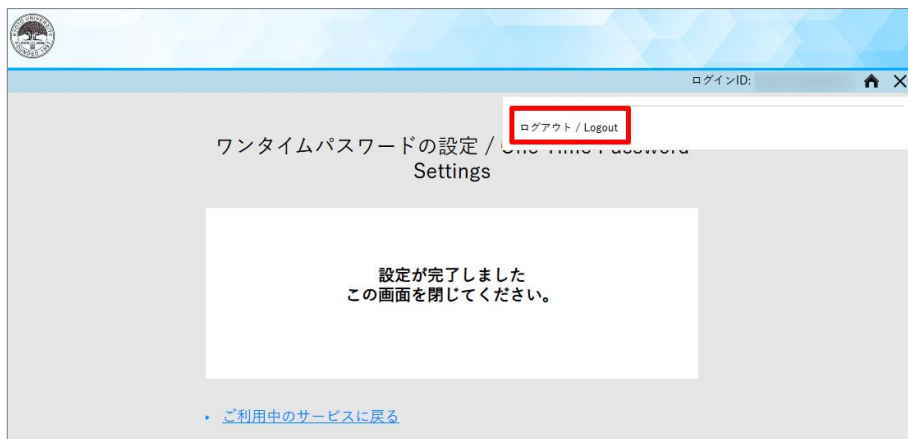 ログインID:
ログアウト / Logout
ワンタイムパスワードの設定 / One Time Password
Settings
設定が完了しました
この画面を閉じてください。
ご利用中のサービスに戻る